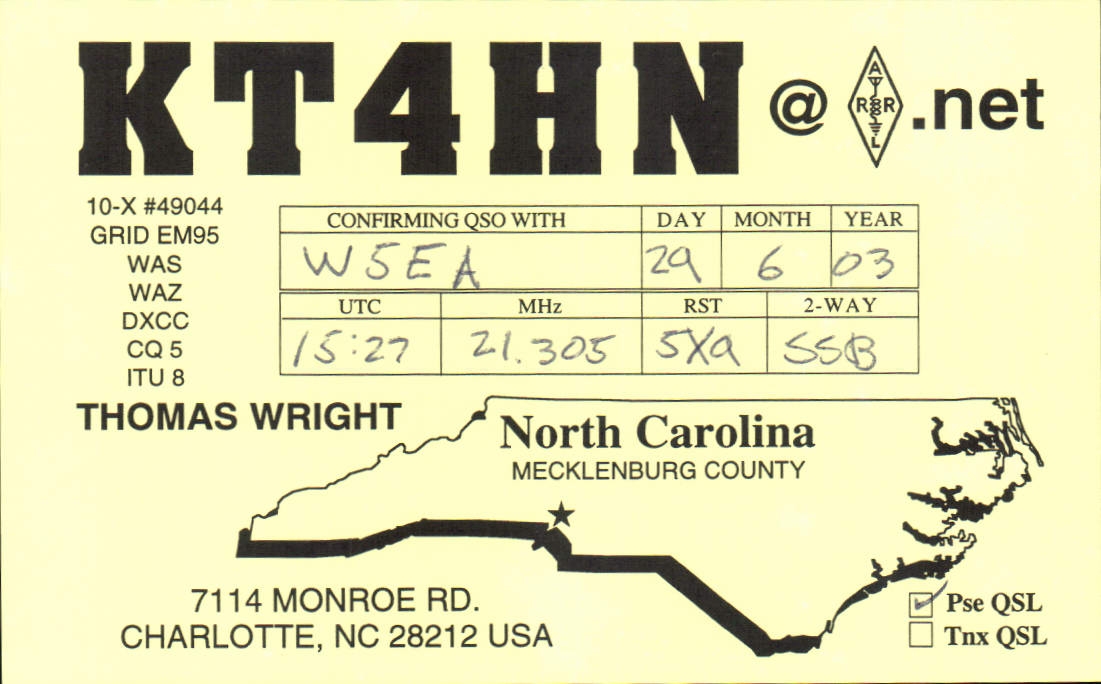 KT4HN @ ARRL .net
10-X #49044
GRID EM95
WAS
WAZ
DXCC
CQ 5
ITU 8
CONFIRMING QSO WITH DAY MONTH YEAR
W5EA 29 6 03
UTC MHz RST 2-WAY
15:27 21.305 5X9 SSB
THOMAS WRIGHT
North Carolina
MECKLENBURG COUNTY
7114 MONROE RD.
CHARLOTTE, NC 28212 USA
Pse QSL
Tnx QSL